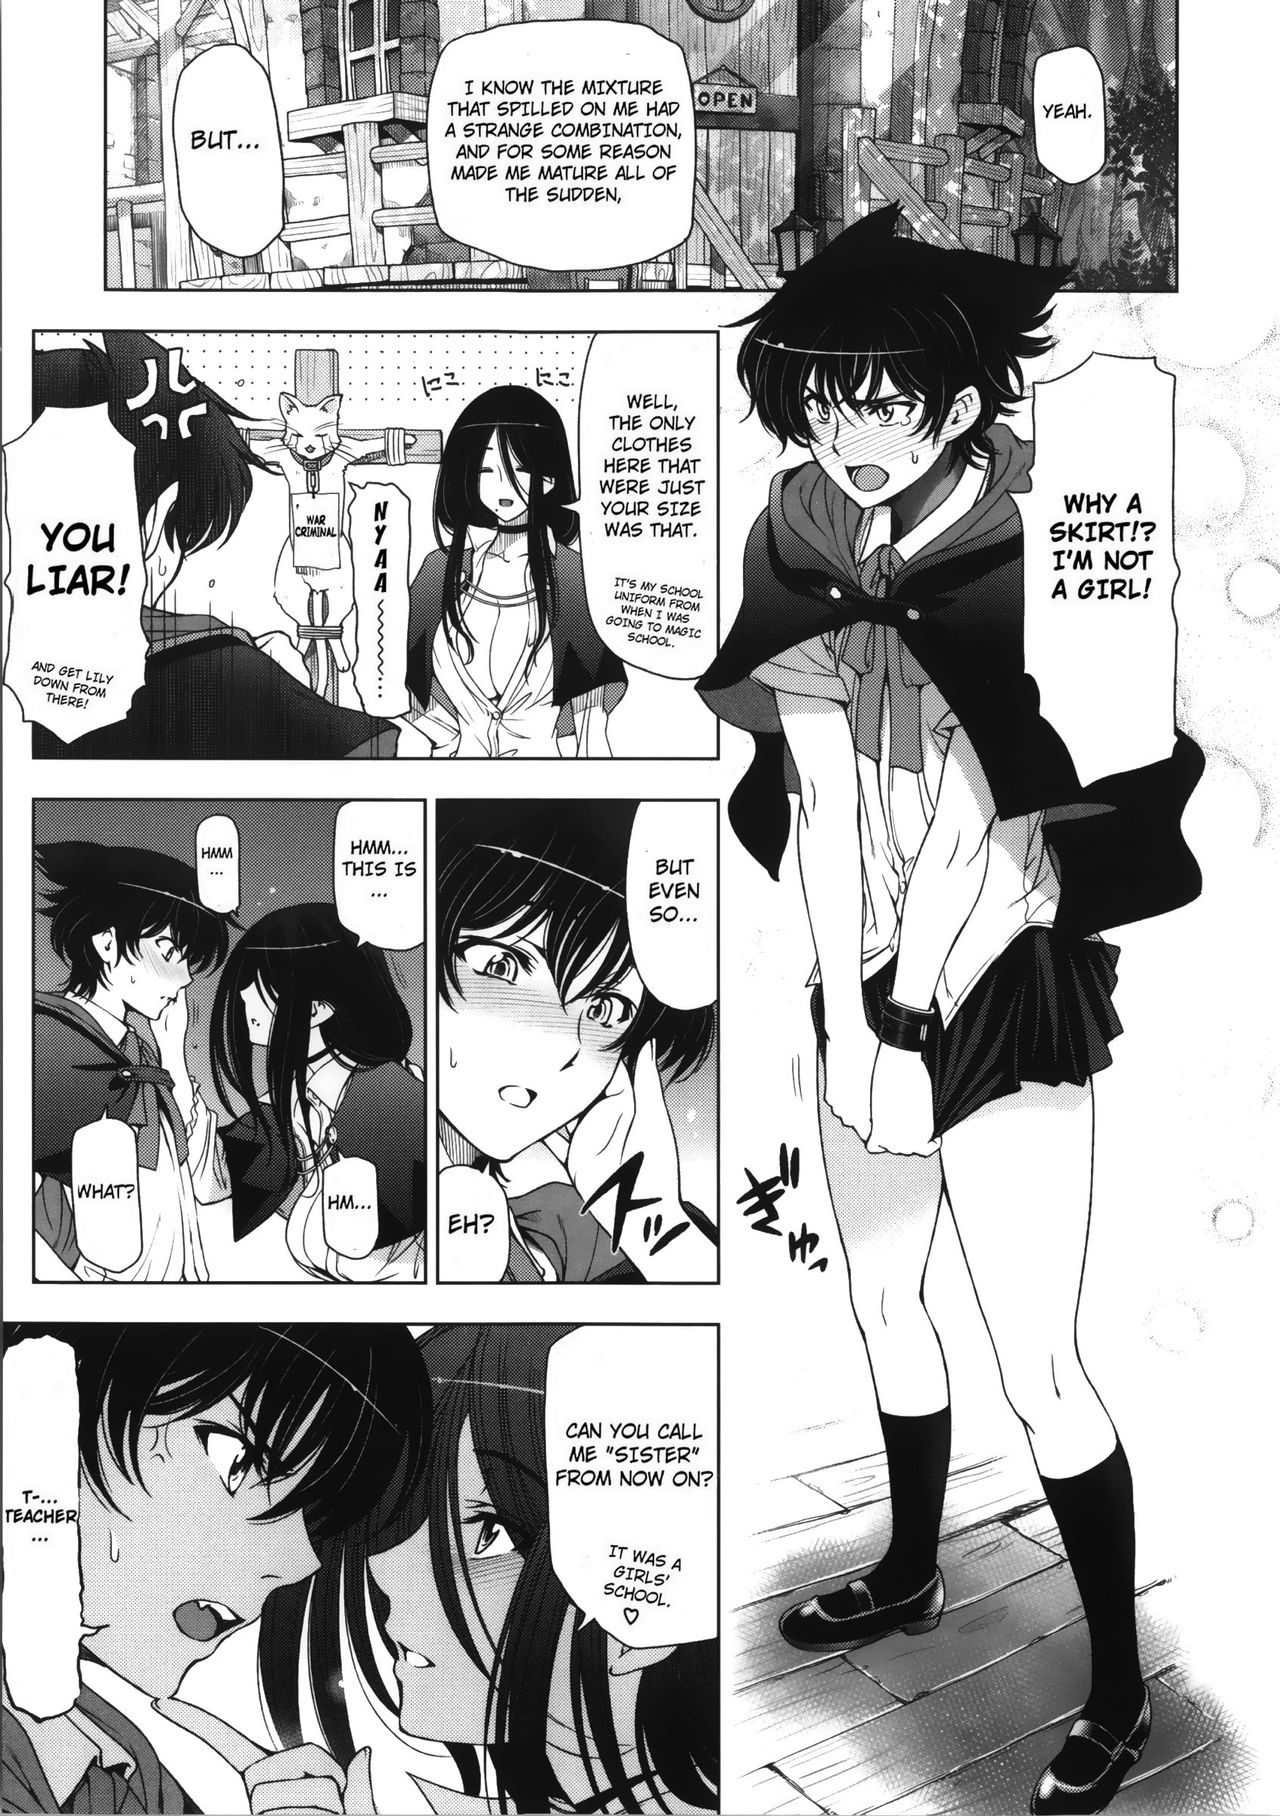 YEAH.
OPEN
I KNOW THE MIXTURE
THAT SPILLED ON ME HAD
A STRANGE COMBINATION,
AND FOR SOME REASON
MADE ME MATURE ALL OF
THE SUDDEN,
BUT...
WHY A
SKIRT!?
I'M NOT
A GIRL!
ぎゅっ
WELL,
THE ONLY
CLOTHES
HERE THAT
WERE JUST
YOUR SIZE
WAS THAT.
IT'S MY SCHOOL
UNIFORM FROM
WHEN I WAS
GOING TO MAGIC
SCHOOL.
にこ
にこ
NYAA
WAR
CRIMINAL
YOU
LIAR!
AND GET LILY
DOWN FROM
THERE!
BUT
EVEN
SO...
EH?
ズッ
HMM...
THIS IS
...
HMM
...
HM...
WHAT?
CAN YOU CALL
ME "SISTER"
FROM NOW ON?
IT WAS A
GIRLS'
SCHOOL.
♡
T-...
TEACHER
...